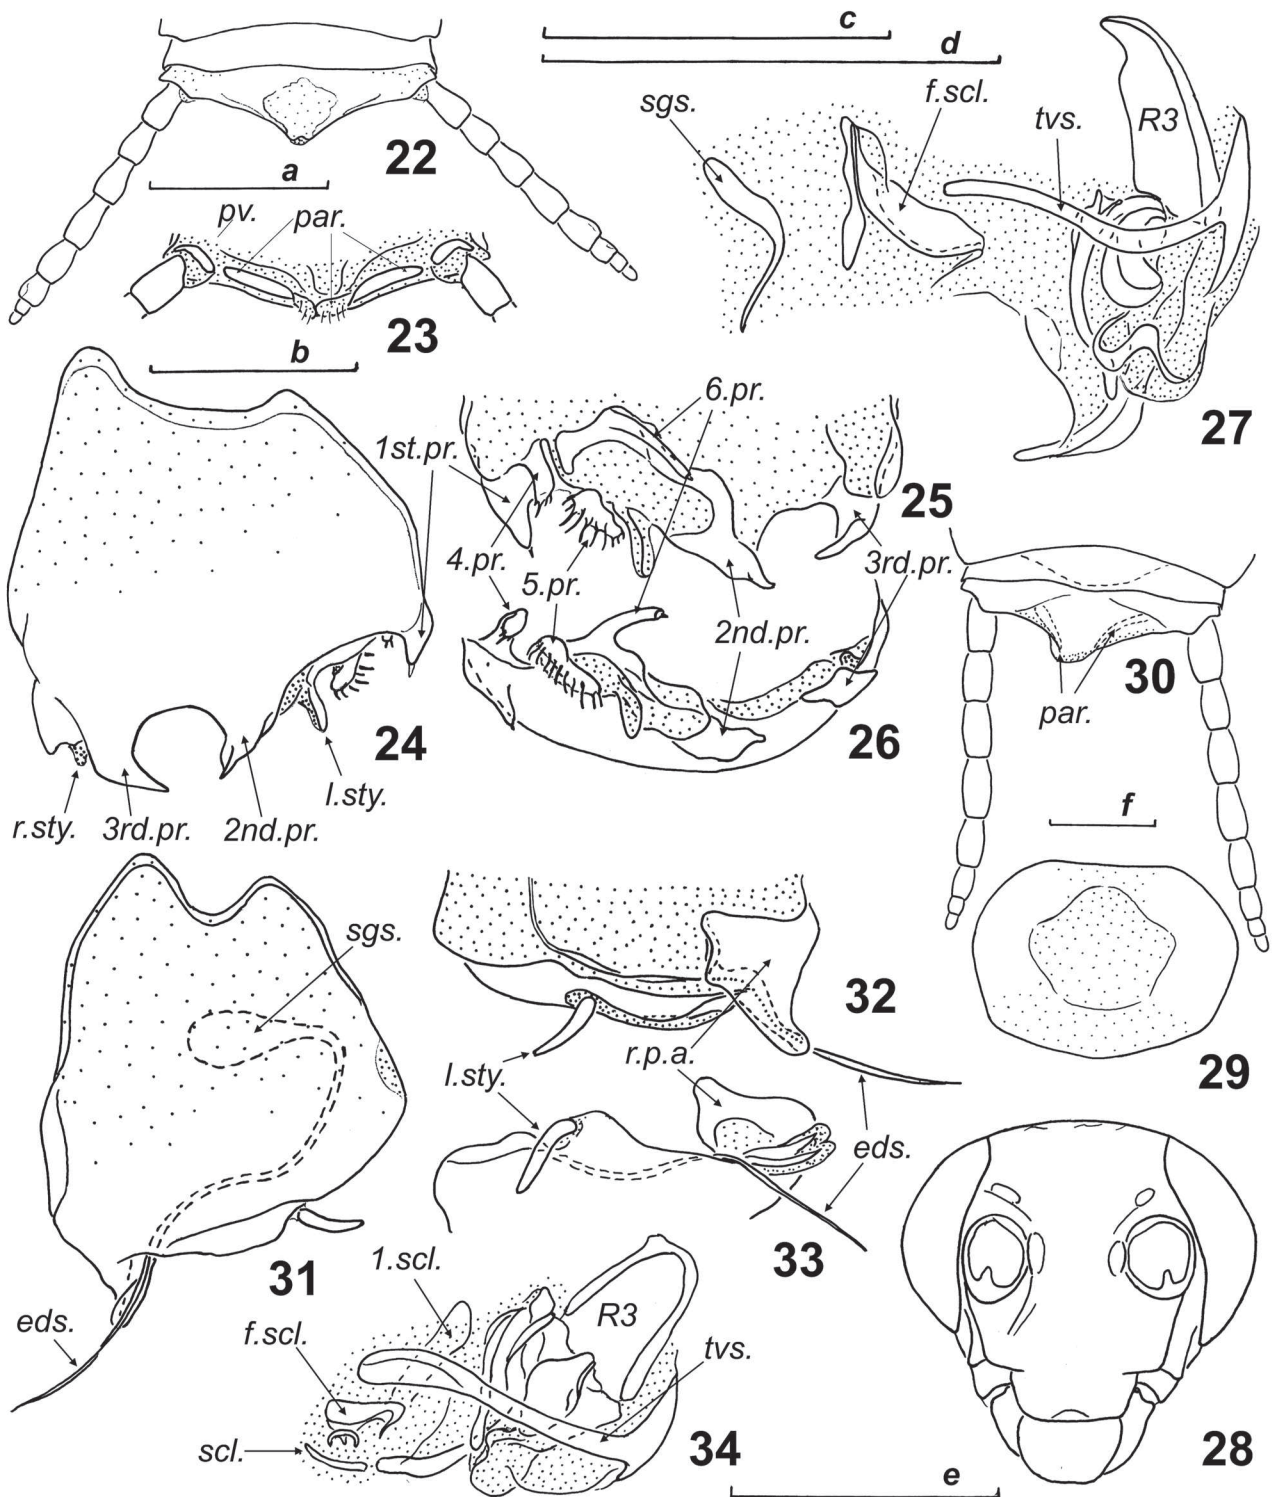 c
d
sgs.
f.scl.
tvs.
R3
22
a
pv.
par.
23
27
b
6.pr.
1st.pr.
25
4.pr.
5.pr.
3rd.pr.
2nd.pr.
24
26
30
par.
r.sty.
3rd.pr.
2nd.pr.
l.sty.
f
sgs.
32
r.p.a.
l.sty.
29
eds.
31
33
1.scl.
R3
eds.
f.scl.
tvs.
scl.
34
28
e